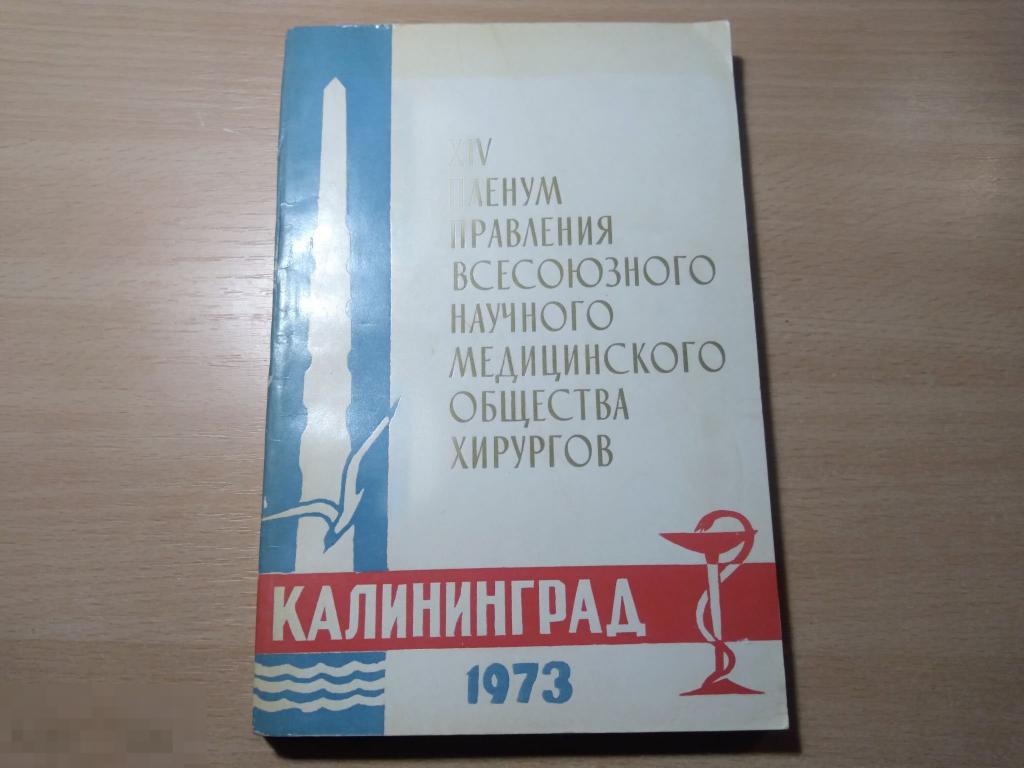 XIV
ПЛЕНУМ
ПРАВЛЕНИЯ
ВСЕСОЮЗНОГО
НАУЧНОГО
МЕДИЦИНСКОГО
ОБЩЕСТВА
ХИРУРГОВ
КАЛИНИНГРАД
1973